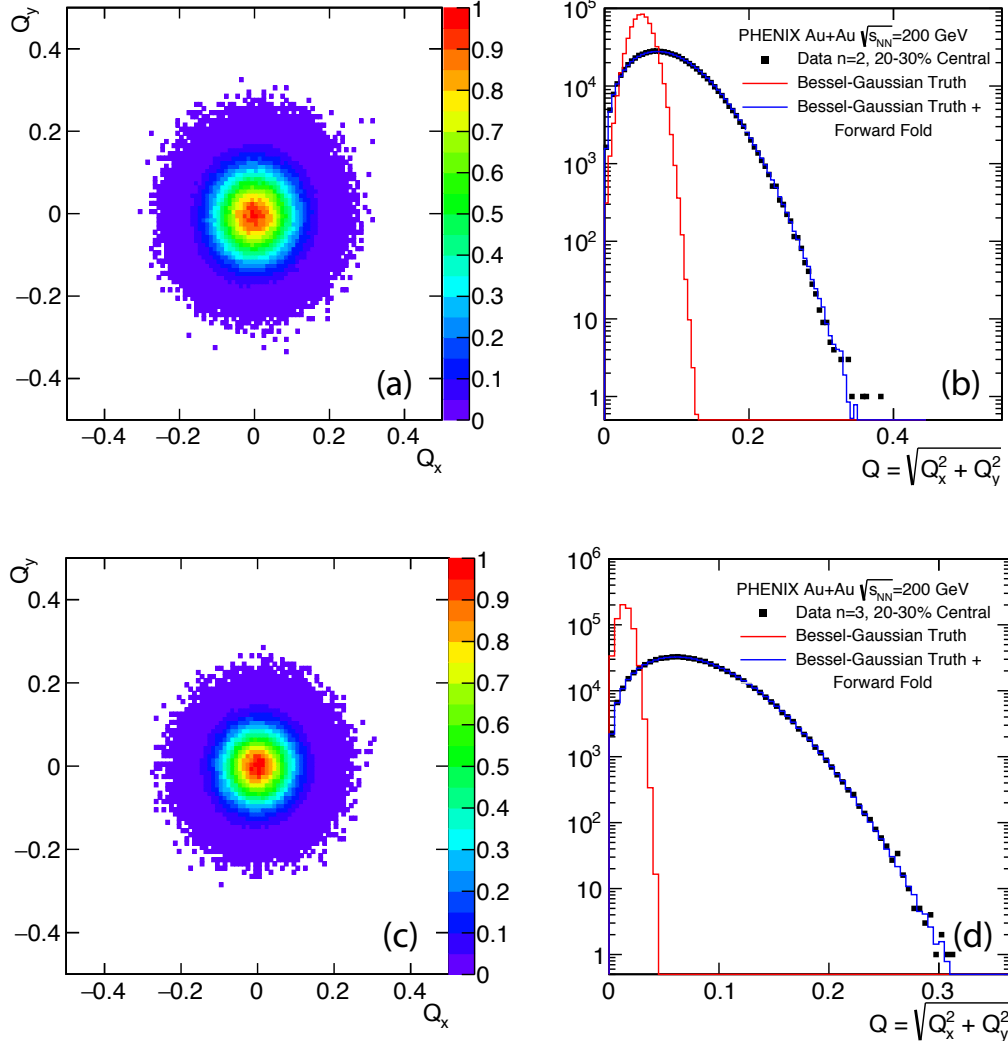 Q_y
0.4
0.2
0
−0.2
−0.4
−0.4 −0.2 0 0.2 0.4
Q_x
1
0.9
0.8
0.7
0.6
0.5
0.4
0.3
0.2
0.1
0
(a)
10^5
10^4
10^3
10^2
10
1
PHENIX Au+Au √s_NN=200 GeV
Data n=2, 20-30% Central
Bessel-Gaussian Truth
Bessel-Gaussian Truth +
Forward Fold
(b)
0 0.2 0.4
Q = √Q_x^2 + Q_y^2
Q_y
0.4
0.2
0
−0.2
−0.4
−0.4 −0.2 0 0.2 0.4
Q_x
1
0.9
0.8
0.7
0.6
0.5
0.4
0.3
0.2
0.1
0
(c)
10^6
10^5
10^4
10^3
10^2
10
1
PHENIX Au+Au √s_NN=200 GeV
Data n=3, 20-30% Central
Bessel-Gaussian Truth
Bessel-Gaussian Truth +
Forward Fold
(d)
0 0.1 0.2 0.3
Q = √Q_x^2 + Q_y^2